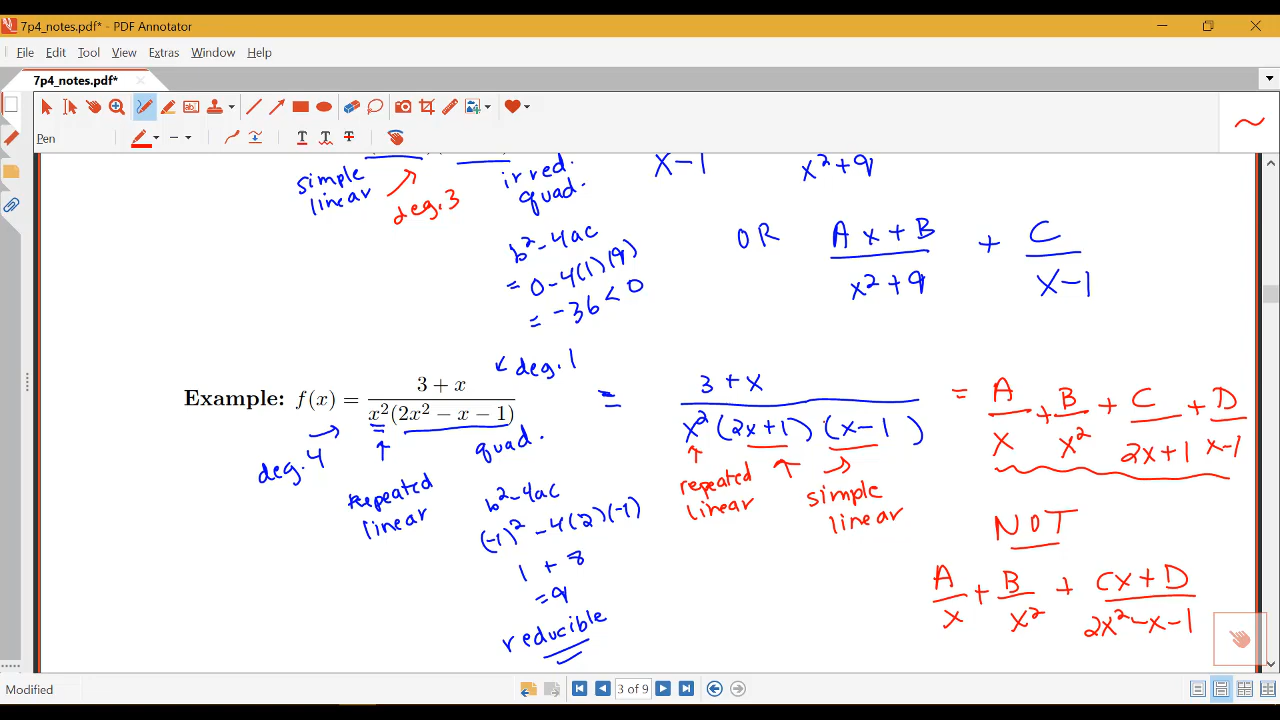 7p4_notes.pdf* - PDF Annotator
File Edit Tool View Extras Window Help
7p4_notes.pdf*
Pen
simple
linear
deg. 3
irred.
quad.
x-1
x²+9
b²-4ac
= 0-4(1)(9)
= -36 < 0
OR Ax+B/x²+9 + C/x-1
deg. 1
Example: f(x) = 3 + x/x²(2x² − x − 1) = 3+x/x²(2x+1)(x-1) = A/x + B/x² + C/2x+1 + D/x-1
deg. 4
repeated
linear
quad.
b²-4ac
(-1)² - 4(2)(-1)
1 + 8
= 9
reducible
repeated
linear
simple
linear
NOT
A/x + B/x² + Cx+D/2x²-x-1
3 of 9
Modified